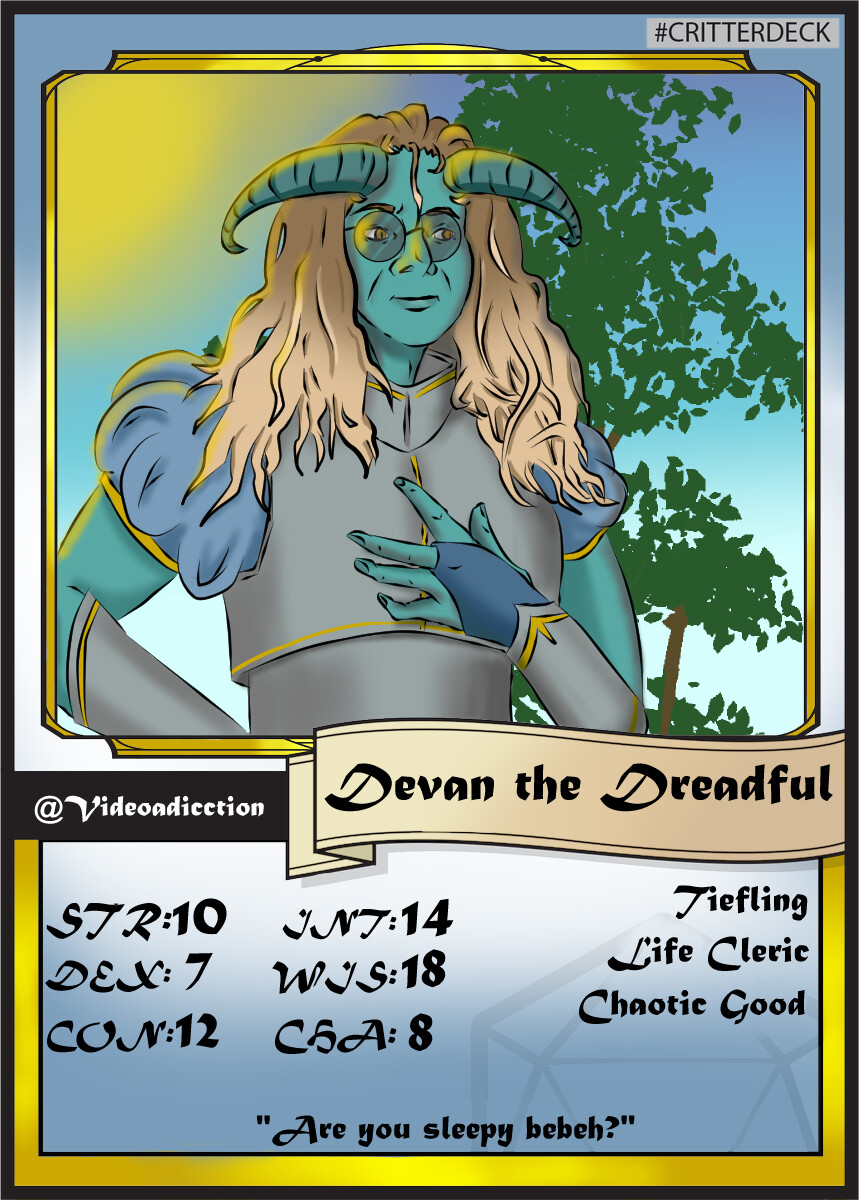 #CRITTERDECK
Devan the Dreadful
@Videoadicction
STR:10 INT:14 Tiefling
DEX: 7 WIS:18 Life Cleric
CON:12 CHA: 8 Chaotic Good
"Are you sleepy bebeh?"